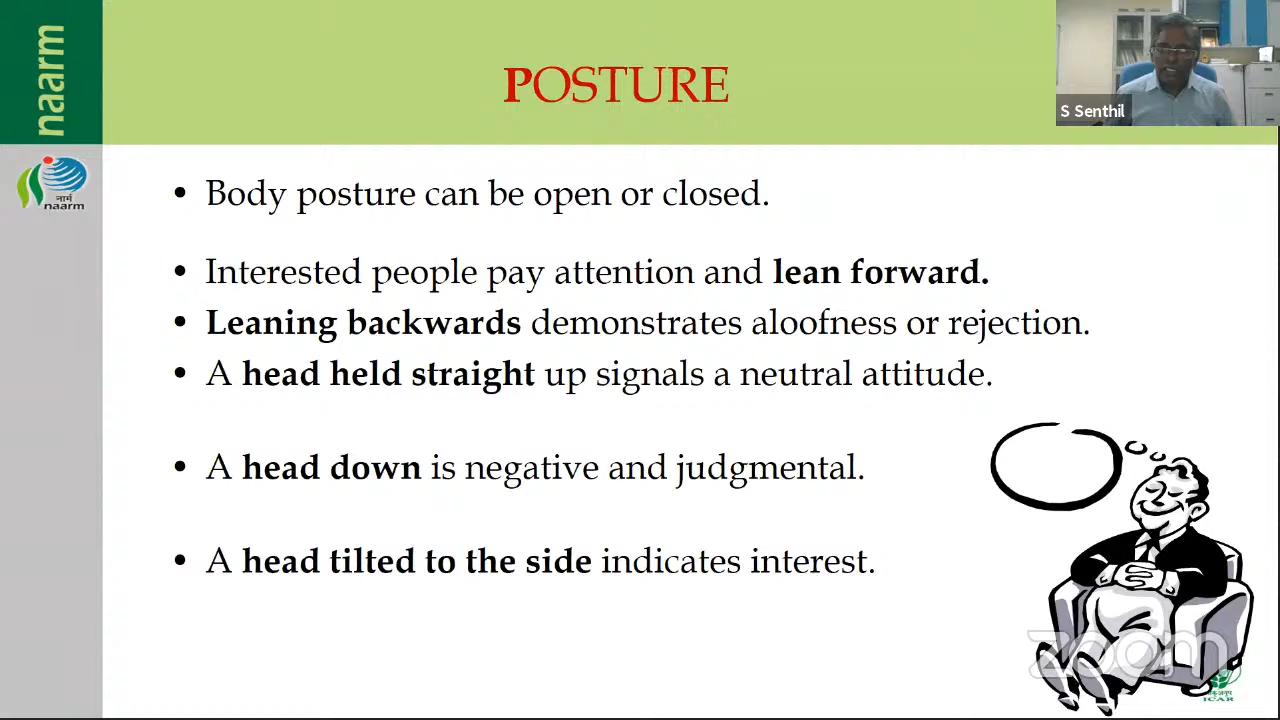 naarm
POSTURE
S Senthil
नार्म
naarm
• Body posture can be open or closed.
• Interested people pay attention and lean forward.
• Leaning backwards demonstrates aloofness or rejection.
• A head held straight up signals a neutral attitude.
• A head down is negative and judgmental.
• A head tilted to the side indicates interest.
zoom
ICAR